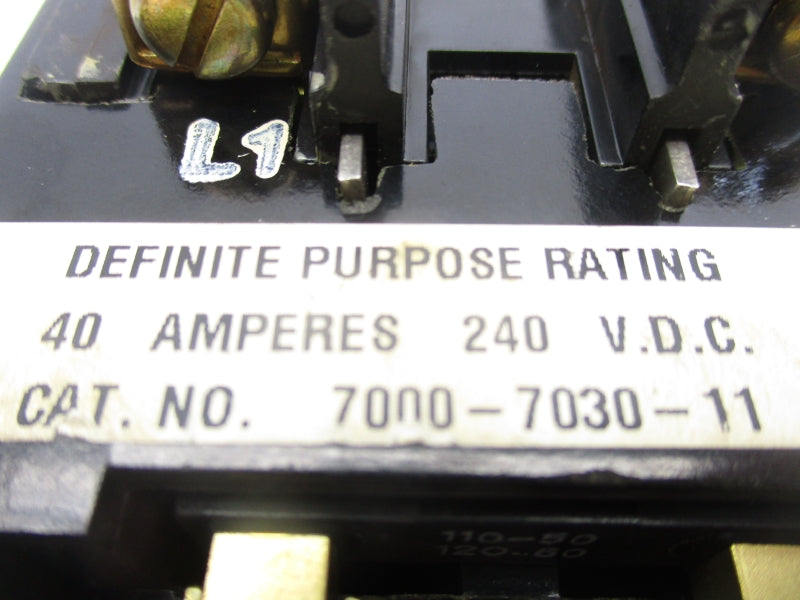 L1
DEFINITE PURPOSE RATING
40 AMPERES 240 V.D.C.
CAT. NO. 7000-7030-11
110-50
120-60